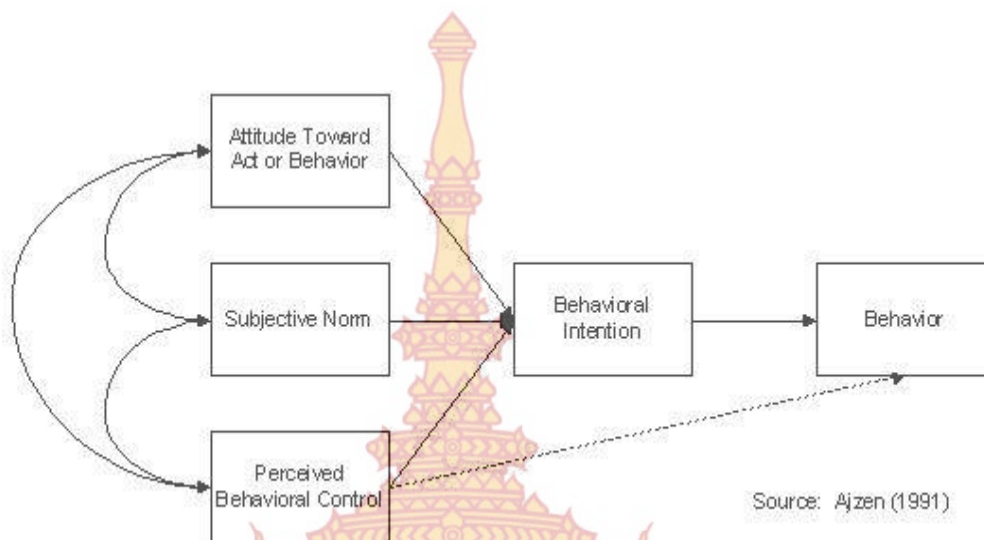 Attitude Toward
Act or Behavior
Subjective Norm
Behavioral
Intention
Behavior
Perceived
Behavioral Control
Source: Ajzen (1991)